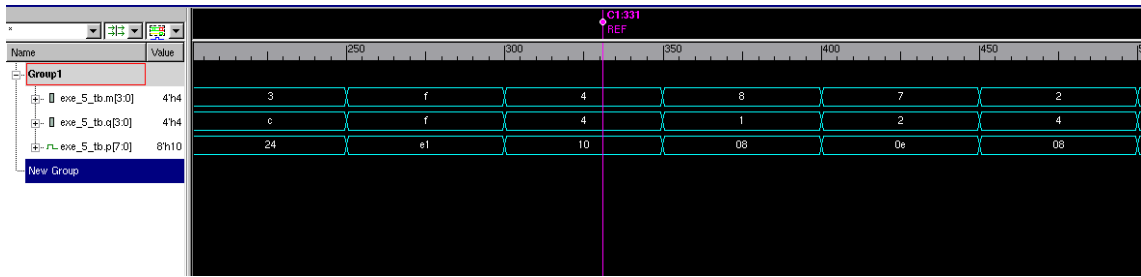 C1:331
REF
×
Name Value 250 300 350 400 450
Group1
exe_5_tb.m[3:0] 4'h4 3 f 4 8 7 2
exe_5_tb.q[3:0] 4'h4 c f 4 1 2 4
exe_5_tb.p[7:0] 8'h10 24 e1 10 08 0e 08
New Group